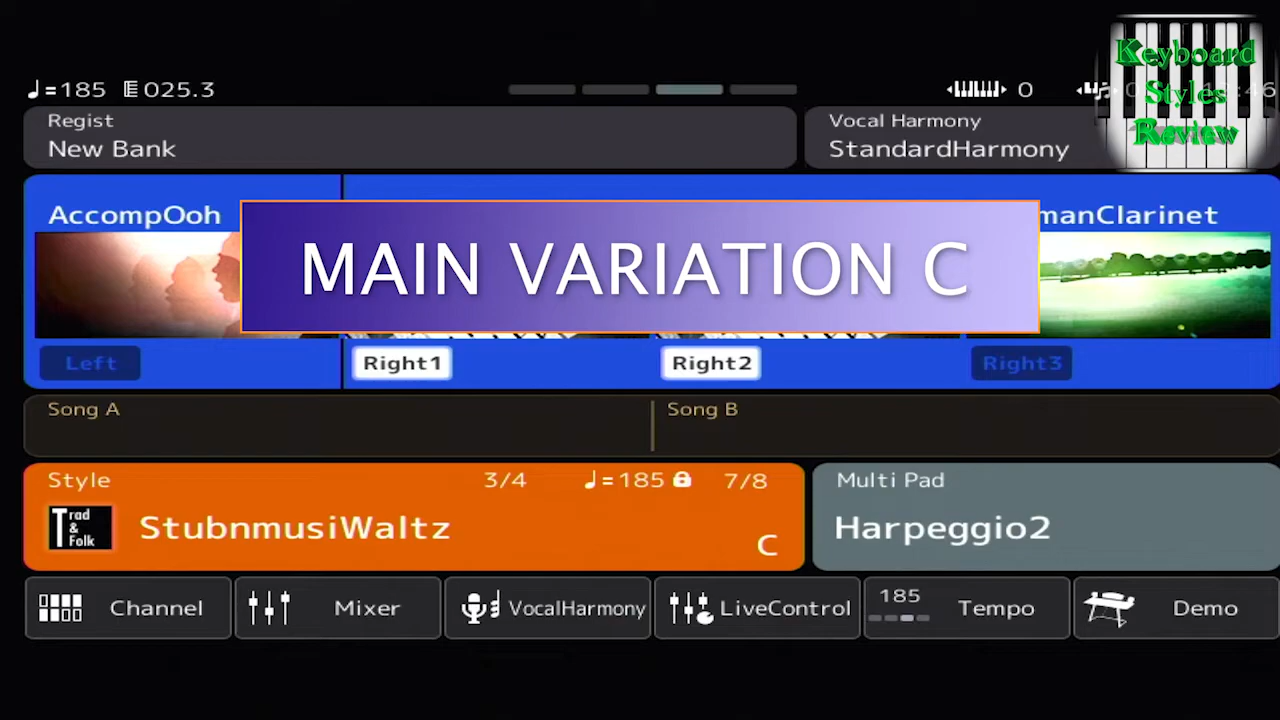 ♩=185 025.3
0
Keyboard
Styles
Review
Regist
New Bank
Vocal Harmony
StandardHarmony
AccompOoh
manClarinet
MAIN VARIATION C
Left
Right1
Right2
Right3
Song A
Song B
Style 3/4 ♩=185 7/8
Trad
&
Folk
StubnmusiWaltz
C
Multi Pad
Harpeggio2
Channel
Mixer
VocalHarmony
LiveControl
185
Tempo
Demo